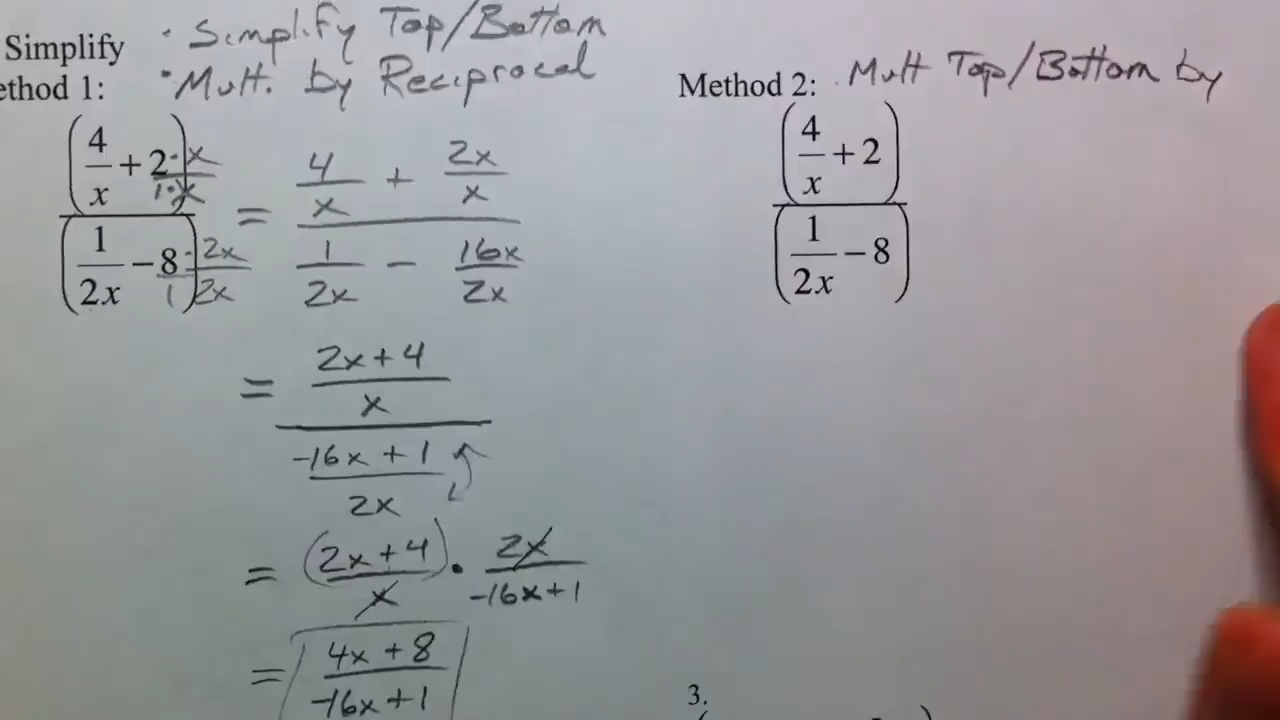 Simplify · Simplify Top/Bottom
ethod 1: · Mult. by Reciprocal
(4/x + 2/1 · x/x) / (1/2x - 8/1 · 2x/2x) = (4/x + 2x/x) / (1/2x - 16x/2x)
= ((2x+4)/x) / ((-16x+1)/2x)
= (2x+4)/x · 2x/(-16x+1)
= (4x+8)/(-16x+1)
Method 2: · Mult Top/Bottom by
(4/x + 2) / (1/2x - 8)
3.